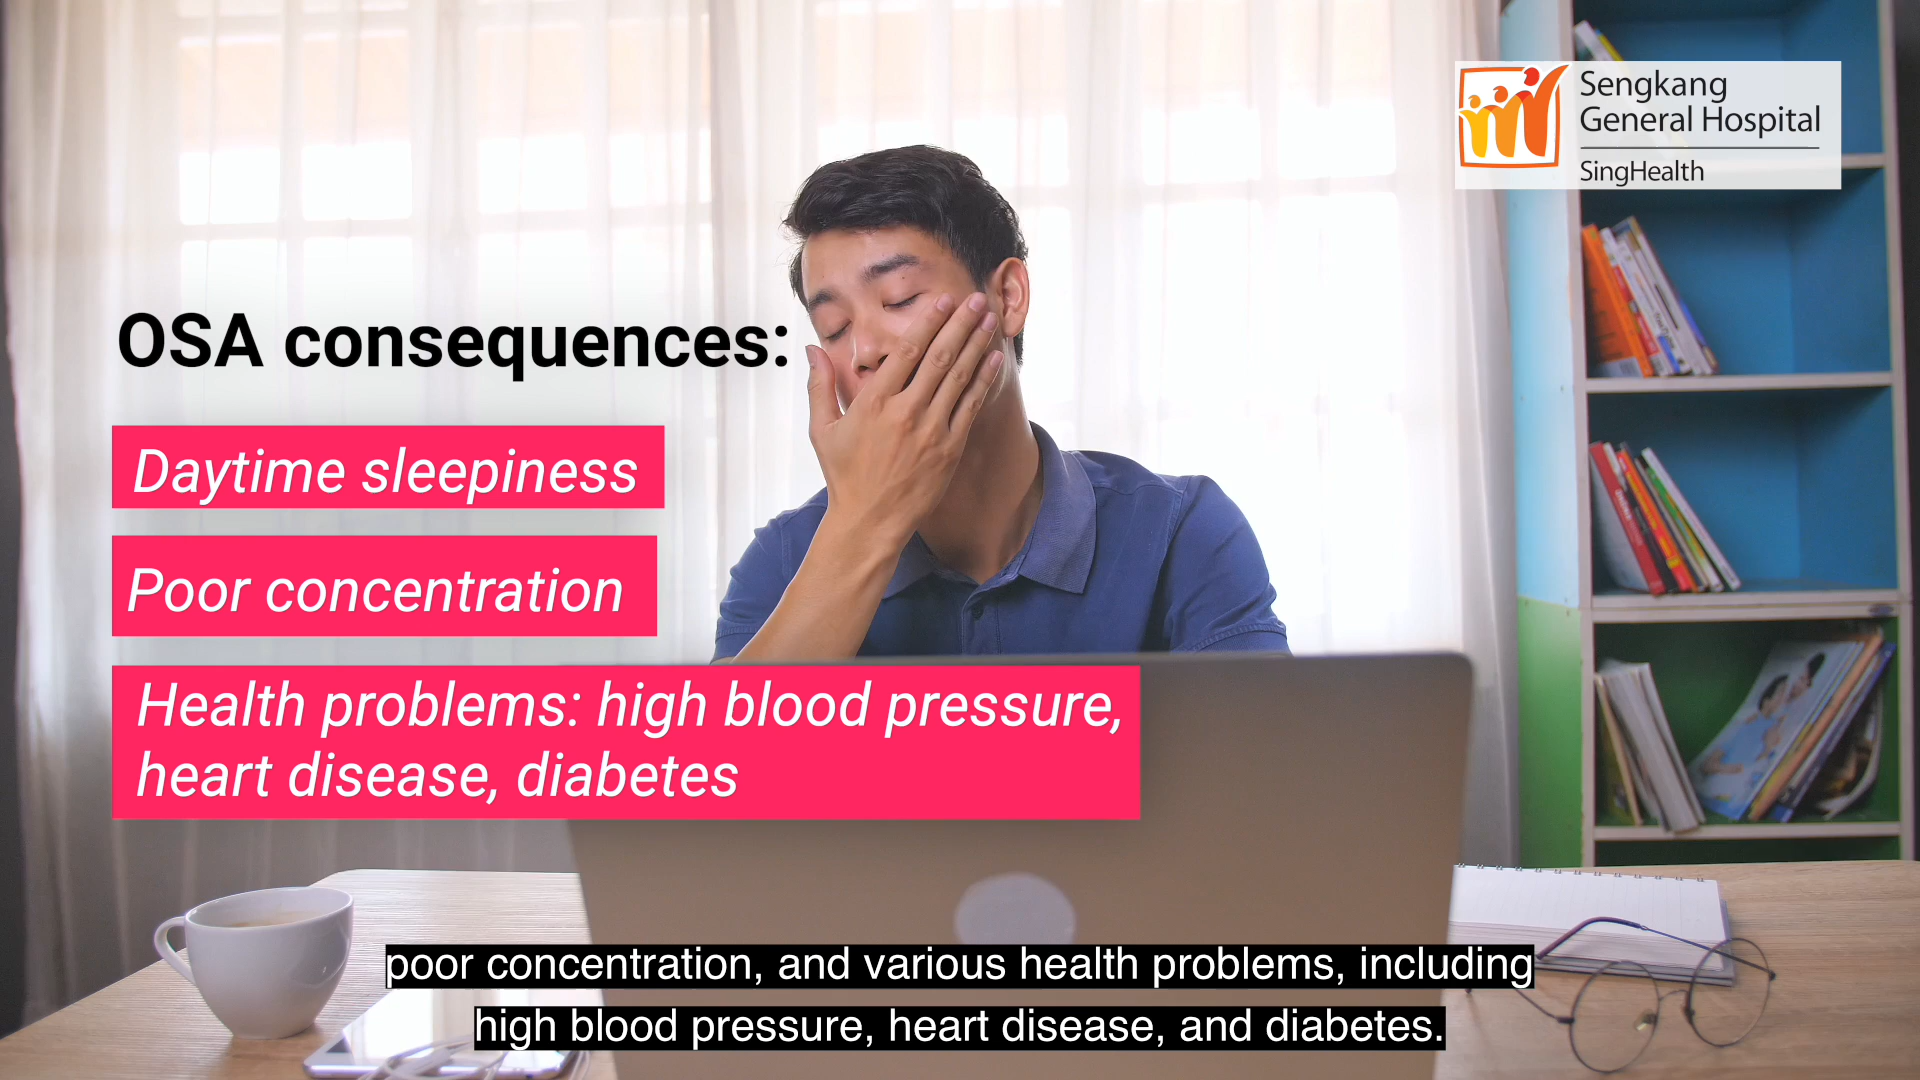 Sengkang
General Hospital
SingHealth
OSA consequences:
Daytime sleepiness
Poor concentration
Health problems: high blood pressure,
heart disease, diabetes
poor concentration, and various health problems, including
high blood pressure, heart disease, and diabetes.